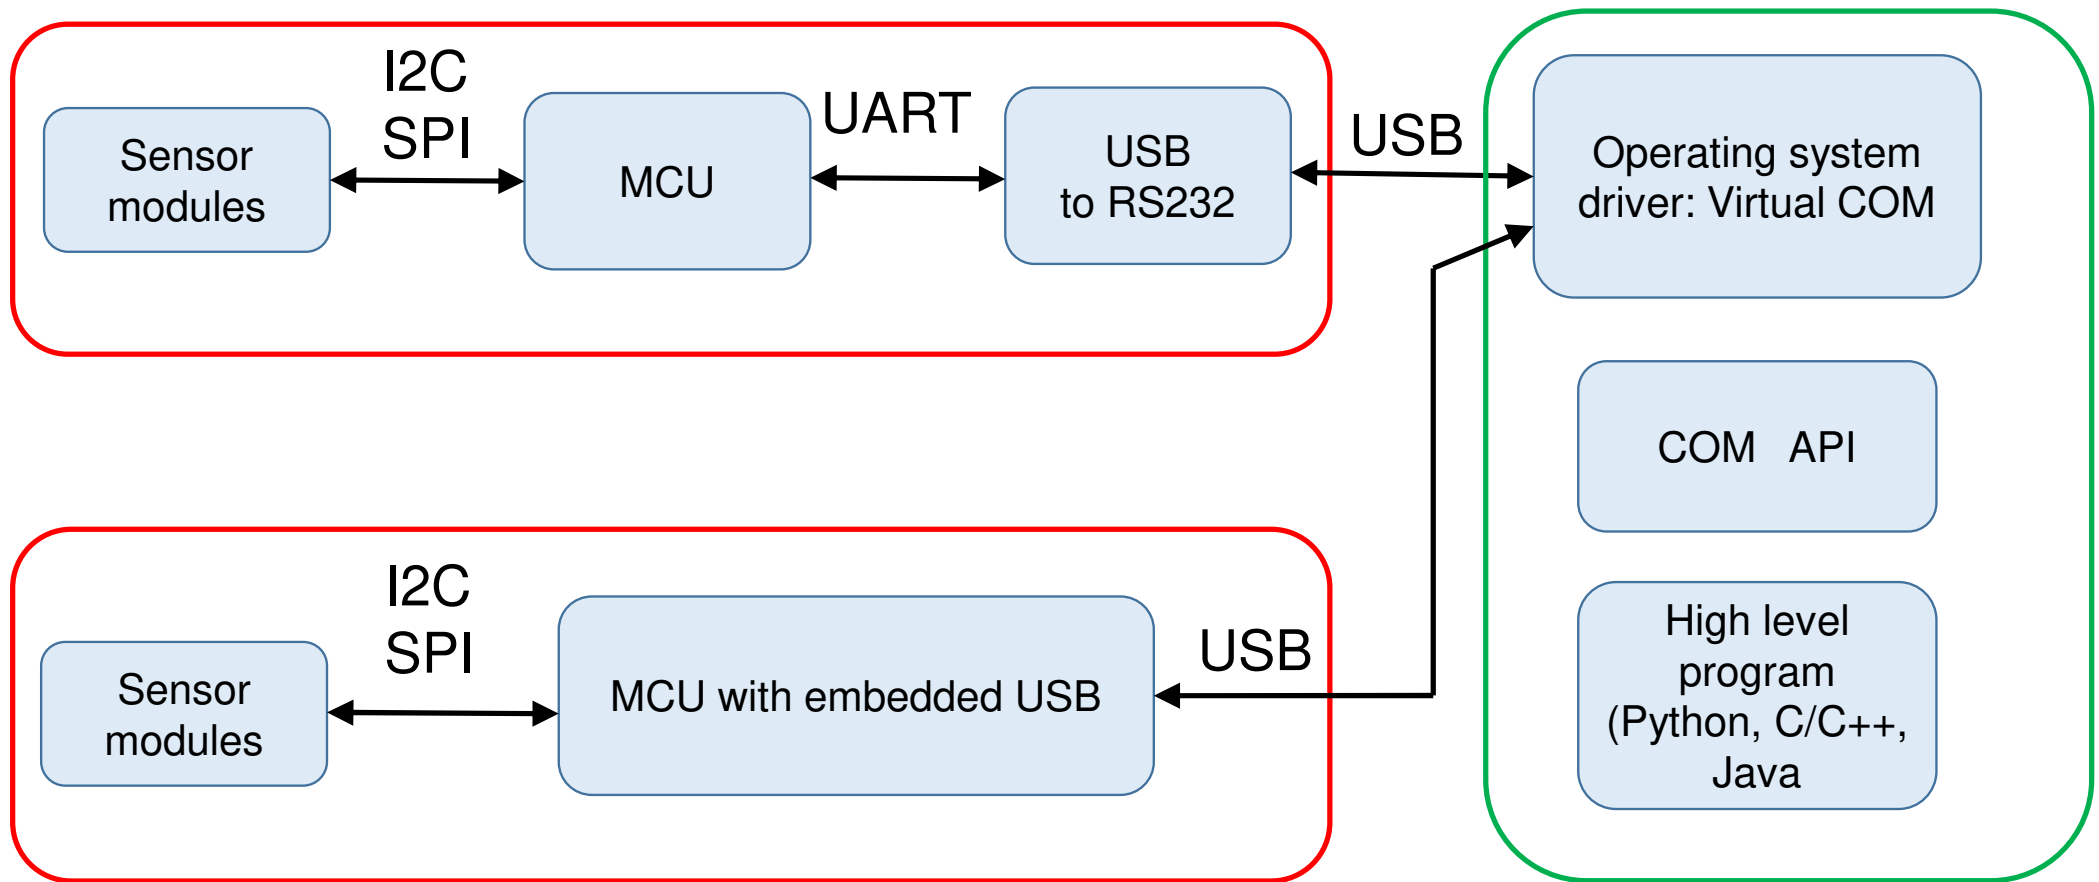 I2C
SPI
Sensor
modules
MCU
UART
USB
to RS232
USB
Operating system
driver: Virtual COM
COM API
I2C
SPI
Sensor
modules
MCU with embedded USB
USB
High level
program
(Python, C/C++,
Java